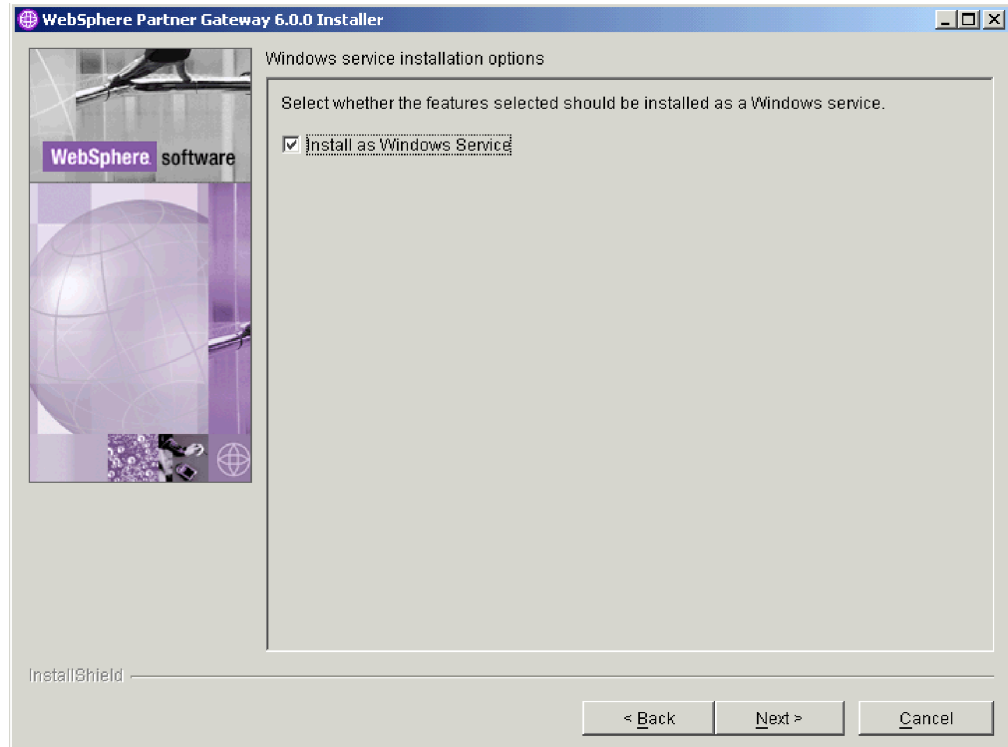 WebSphere Partner Gateway 6.0.0 Installer
WebSphere software
Windows service installation options
Select whether the features selected should be installed as a Windows service.
Install as Windows Service
InstallShield
< Back
Next >
Cancel